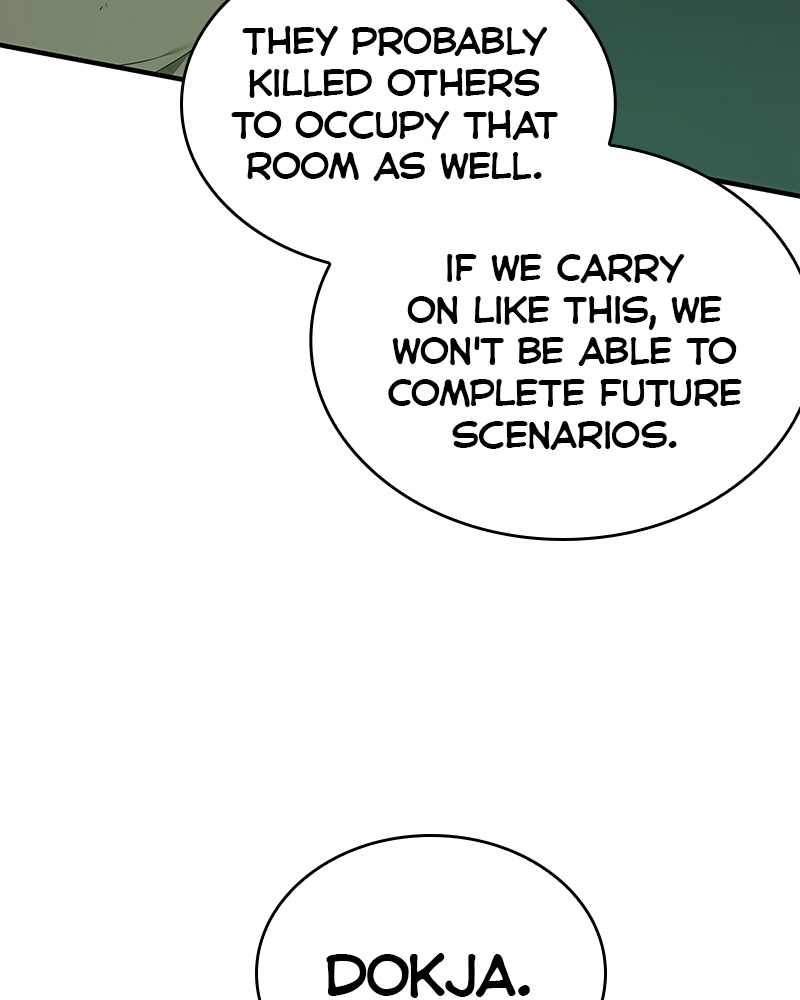 THEY PROBABLY
KILLED OTHERS
TO OCCUPY THAT
ROOM AS WELL.
IF WE CARRY
ON LIKE THIS, WE
WON'T BE ABLE TO
COMPLETE FUTURE
SCENARIOS.
DOKJA.